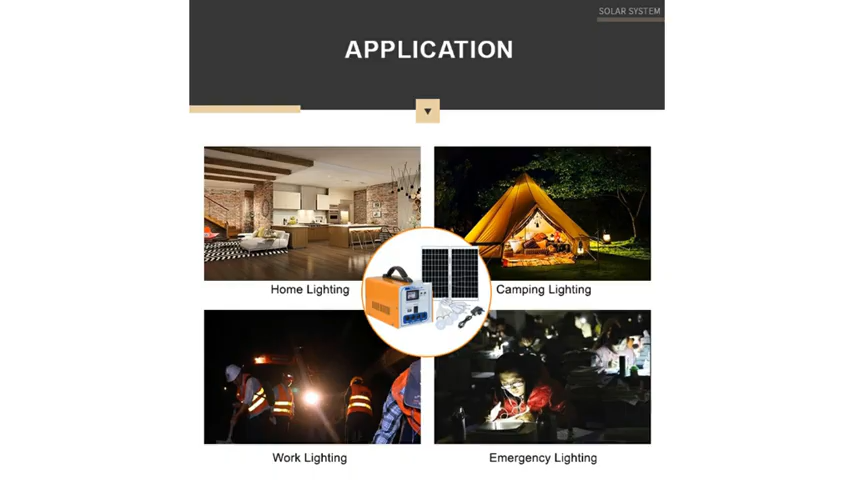 SOLAR SYSTEM
APPLICATION
Home Lighting
Camping Lighting
Work Lighting
Emergency Lighting